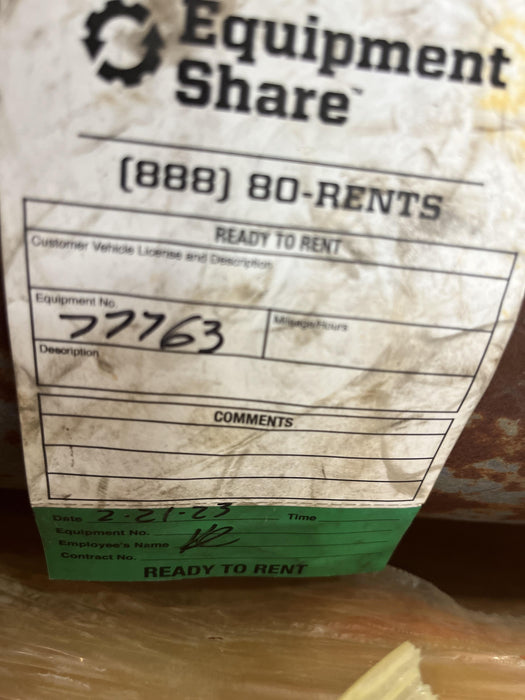 Equipment
Share™
(888) 80-RENTS
READY TO RENT
Customer Vehicle License and Description
Equipment No.
77763
Mileage/Hours
Description
COMMENTS
Date 2-21-23 Time
Equipment No.
Employee's Name
Contract No.
READY TO RENT